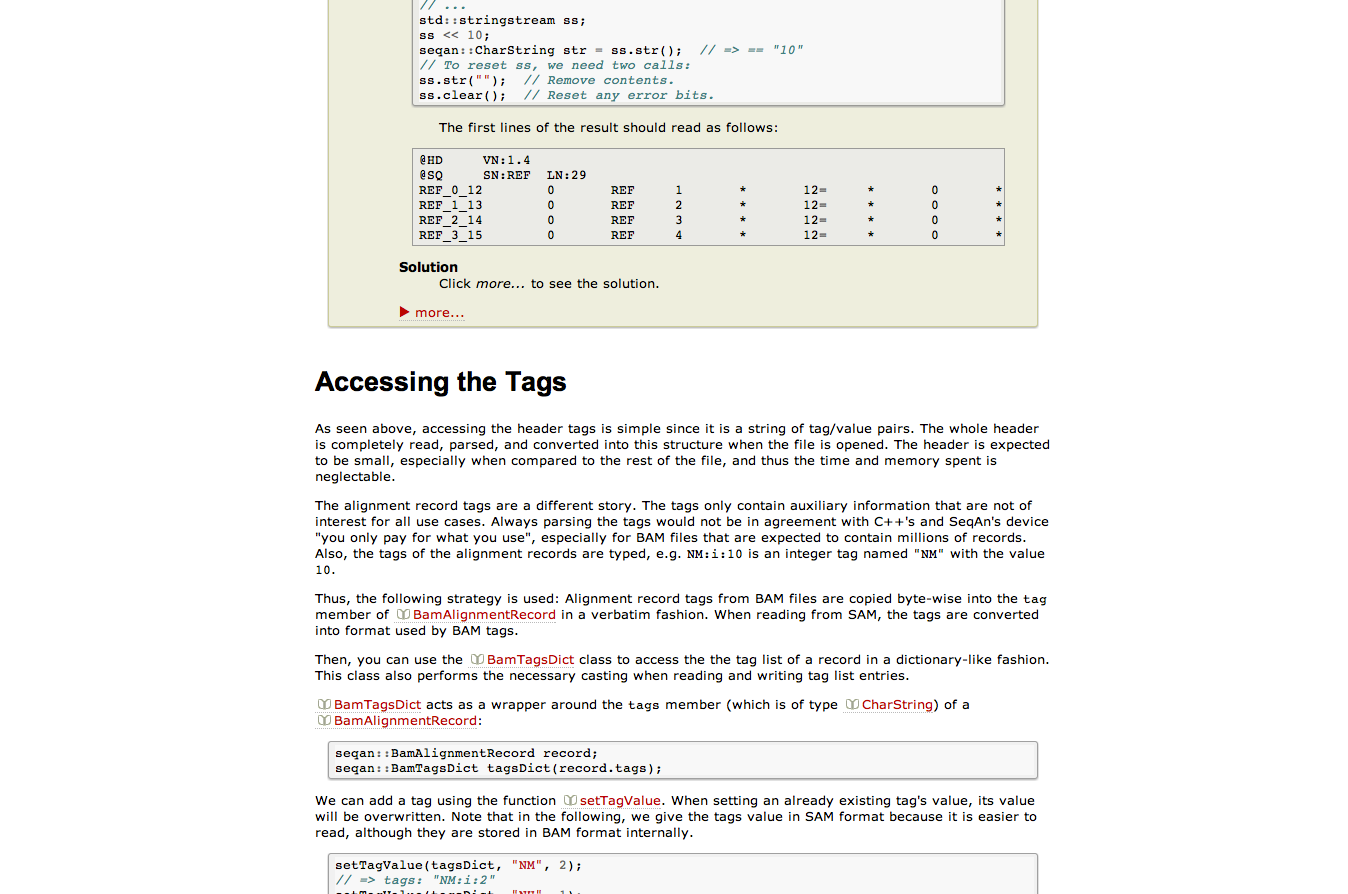 // ...
std::stringstream ss;
ss << 10;
seqan::CharString str = ss.str();  // => == "10"
// To reset ss, we need two calls:
ss.str("");  // Remove contents.
ss.clear();  // Reset any error bits.
The first lines of the result should read as follows:
@HD     VN:1.4
@SQ     SN:REF  LN:29
REF_0_12        0       REF     1       *       12=     *       0       *
REF_1_13        0       REF     2       *       12=     *       0       *
REF_2_14        0       REF     3       *       12=     *       0       *
REF_3_15        0       REF     4       *       12=     *       0       *
Solution
Click more... to see the solution.
more...
Accessing the Tags
As seen above, accessing the header tags is simple since it is a string of tag/value pairs. The whole header
is completely read, parsed, and converted into this structure when the file is opened. The header is expected
to be small, especially when compared to the rest of the file, and thus the time and memory spent is
neglectable.
The alignment record tags are a different story. The tags only contain auxiliary information that are not of
interest for all use cases. Always parsing the tags would not be in agreement with C++'s and SeqAn's device
"you only pay for what you use", especially for BAM files that are expected to contain millions of records.
Also, the tags of the alignment records are typed, e.g. NM:i:10 is an integer tag named "NM" with the value
10.
Thus, the following strategy is used: Alignment record tags from BAM files are copied byte-wise into the tag
member of BamAlignmentRecord in a verbatim fashion. When reading from SAM, the tags are converted
into format used by BAM tags.
Then, you can use the BamTagsDict class to access the the tag list of a record in a dictionary-like fashion.
This class also performs the necessary casting when reading and writing tag list entries.
BamTagsDict acts as a wrapper around the tags member (which is of type CharString) of a
BamAlignmentRecord:
seqan::BamAlignmentRecord record;
seqan::BamTagsDict tagsDict(record.tags);
We can add a tag using the function setTagValue. When setting an already existing tag's value, its value
will be overwritten. Note that in the following, we give the tags value in SAM format because it is easier to
read, although they are stored in BAM format internally.
setTagValue(tagsDict, "NM", 2);
// => tags: "NM:i:2"